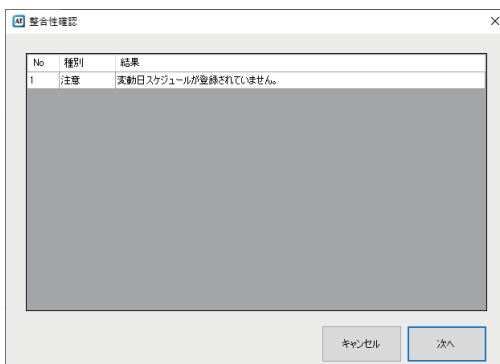 AT 整合性確認
No 種別 結果
1 注意 変動日スケジュールが登録されていません。
キャンセル 次へ